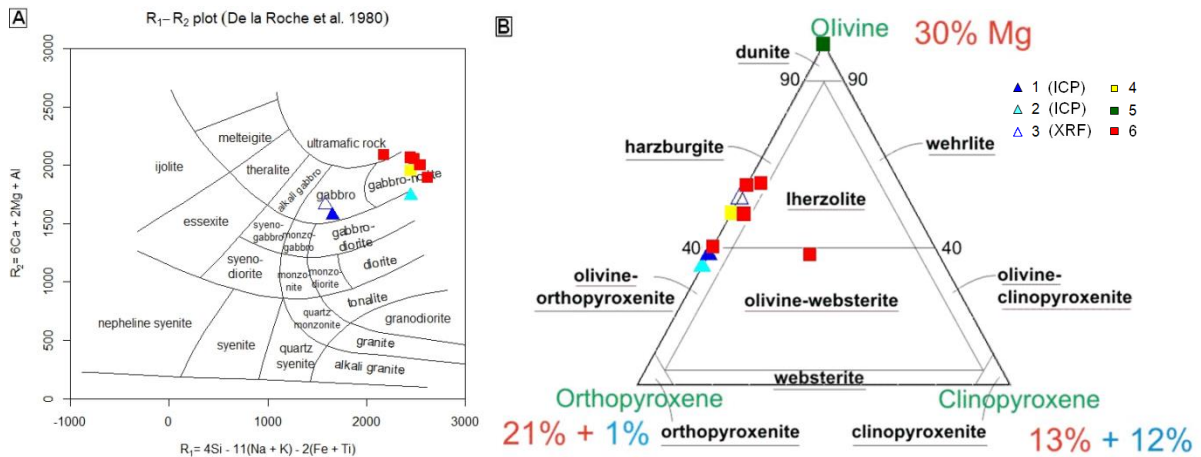 A
R₁– R₂ plot (De la Roche et al. 1980)
R₂= 6Ca + 2Mg + Al
3000
2500
2000
1500
1000
500
0
ultramafic rock
melteigite
ijolite
theralite
alkali gabbro
gabbro
gabbro-norite
essexite
syeno-
gabbro
monzo-
gabbro
gabbro-
diorite
syeno-
diorite
monzo-
nite
monzo-
diorite
diorite
tonalite
nepheline syenite
quartz
monzonite
granodiorite
syenite
quartz
syenite
granite
alkali granite
-1000 0 1000 2000 3000
R₁= 4Si - 11(Na + K) - 2(Fe + Ti)
B
Olivine 30% Mg
dunite
90 90
1 (ICP) 4
2 (ICP) 5
3 (XRF) 6
harzburgite wehrlite
lherzolite
40 40
olivine-
orthopyroxenite
olivine-websterite
olivine-
clinopyroxenite
websterite
Orthopyroxene Clinopyroxene
21% + 1% orthopyroxenite clinopyroxenite 13% + 12%